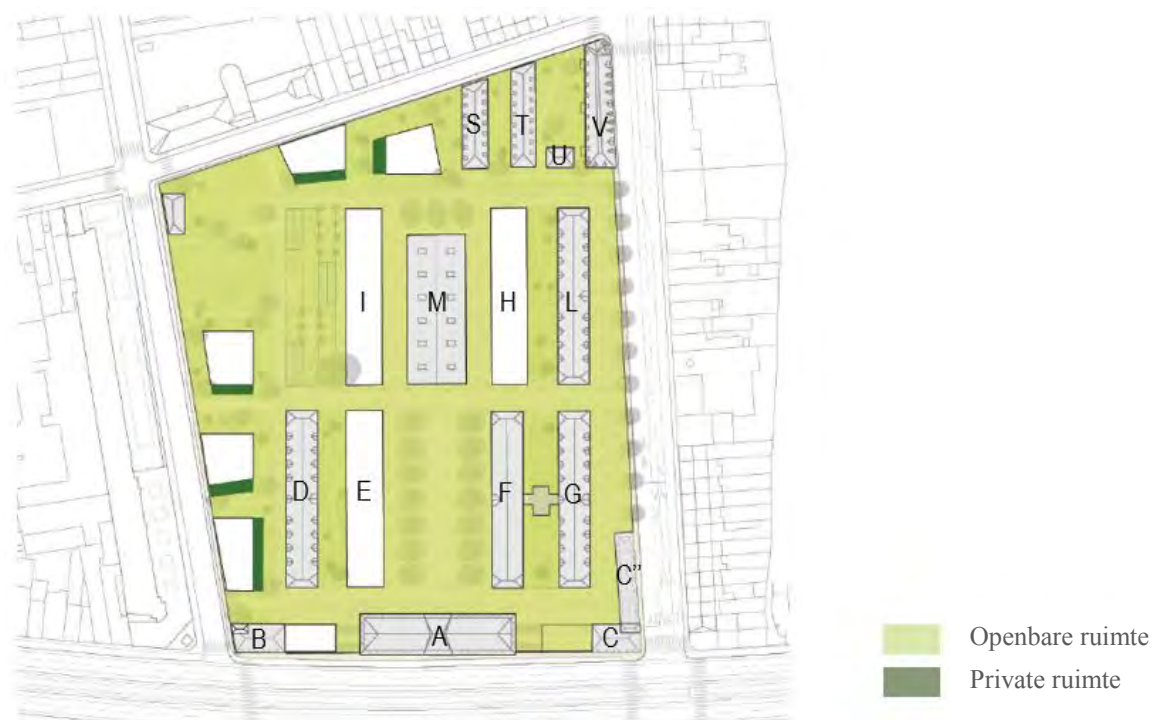 S T U V
I M H L
D E F G
C"
B A C
Openbare ruimte
Private ruimte